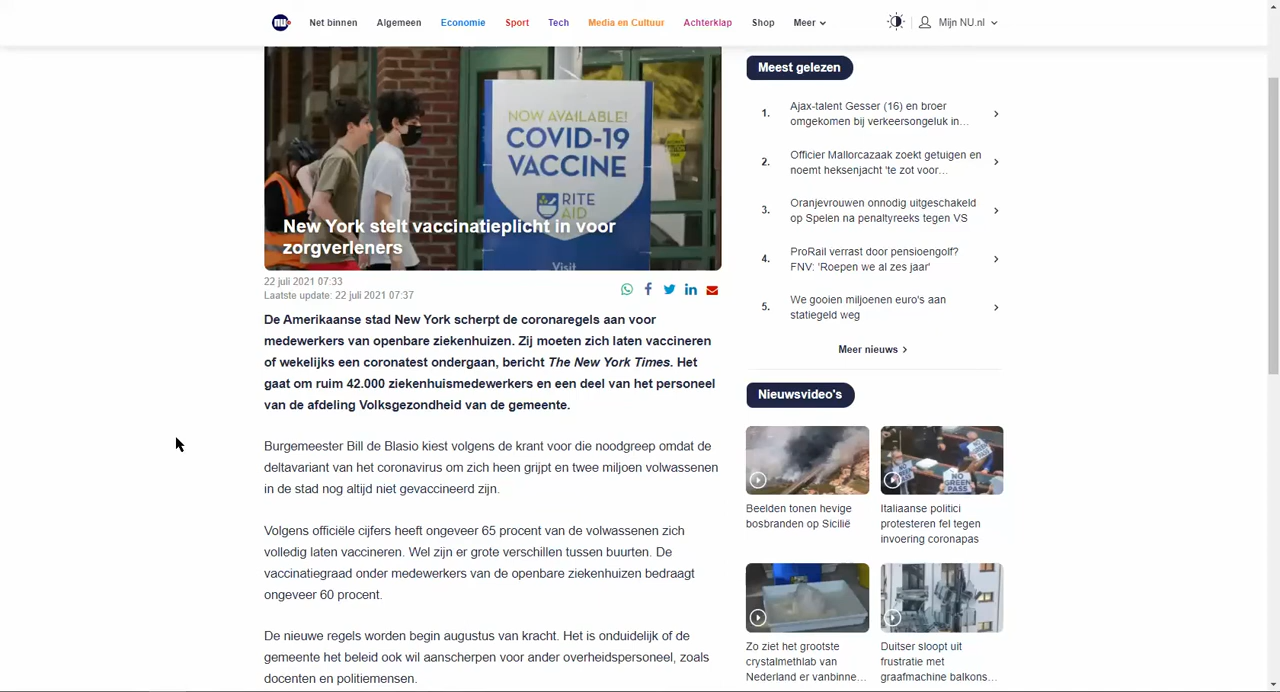 NU.nl
Net binnen
Algemeen
Economie
Sport
Tech
Media en Cultuur
Achterklap
Shop
Meer
Mijn NU.nl
NOW AVAILABLE!
COVID-19
VACCINE
RITE
AID
Visit
New York stelt vaccinatieplicht in voor
zorgverleners
22 juli 2021 07:33
Laatste update: 22 juli 2021 07:37
De Amerikaanse stad New York scherpt de coronaregels aan voor
medewerkers van openbare ziekenhuizen. Zij moeten zich laten vaccineren
of wekelijks een coronatest ondergaan, bericht The New York Times. Het
gaat om ruim 42.000 ziekenhuismedewerkers en een deel van het personeel
van de afdeling Volksgezondheid van de gemeente.
Burgemeester Bill de Blasio kiest volgens de krant voor die noodgreep omdat de
deltavariant van het coronavirus om zich heen grijpt en twee miljoen volwassenen
in de stad nog altijd niet gevaccineerd zijn.
Volgens officiële cijfers heeft ongeveer 65 procent van de volwassenen zich
volledig laten vaccineren. Wel zijn er grote verschillen tussen buurten. De
vaccinatiegraad onder medewerkers van de openbare ziekenhuizen bedraagt
ongeveer 60 procent.
De nieuwe regels worden begin augustus van kracht. Het is onduidelijk of de
gemeente het beleid ook wil aanscherpen voor ander overheidspersoneel, zoals
docenten en politiemensen.
Meest gelezen
1. Ajax-talent Gesser (16) en broer
omgekomen bij verkeersongeluk in...
2. Officier Mallorcazaak zoekt getuigen en
noemt heksenjacht 'te zot voor...
3. Oranjevrouwen onnodig uitgeschakeld
op Spelen na penaltyreeks tegen VS
4. ProRail verrast door pensioengolf?
FNV: 'Roepen we al zes jaar'
5. We gooien miljoenen euro's aan
statiegeld weg
Meer nieuws
Nieuwsvideo's
NO GREEN PASS
Beelden tonen hevige
bosbranden op Sicilië
Italiaanse politici
protesteren fel tegen
invoering coronapas
Zo ziet het grootste
crystalmethlab van
Nederland er vanbinne...
Duitser sloopt uit
frustratie met
graafmachine balkons...